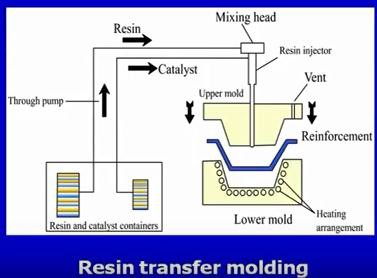 Mixing head
Resin
Resin injector
Catalyst
Vent
Upper mold
Through pump
Reinforcement
Heating
arrangement
Lower mold
Resin and catalyst containers
Resin transfer molding